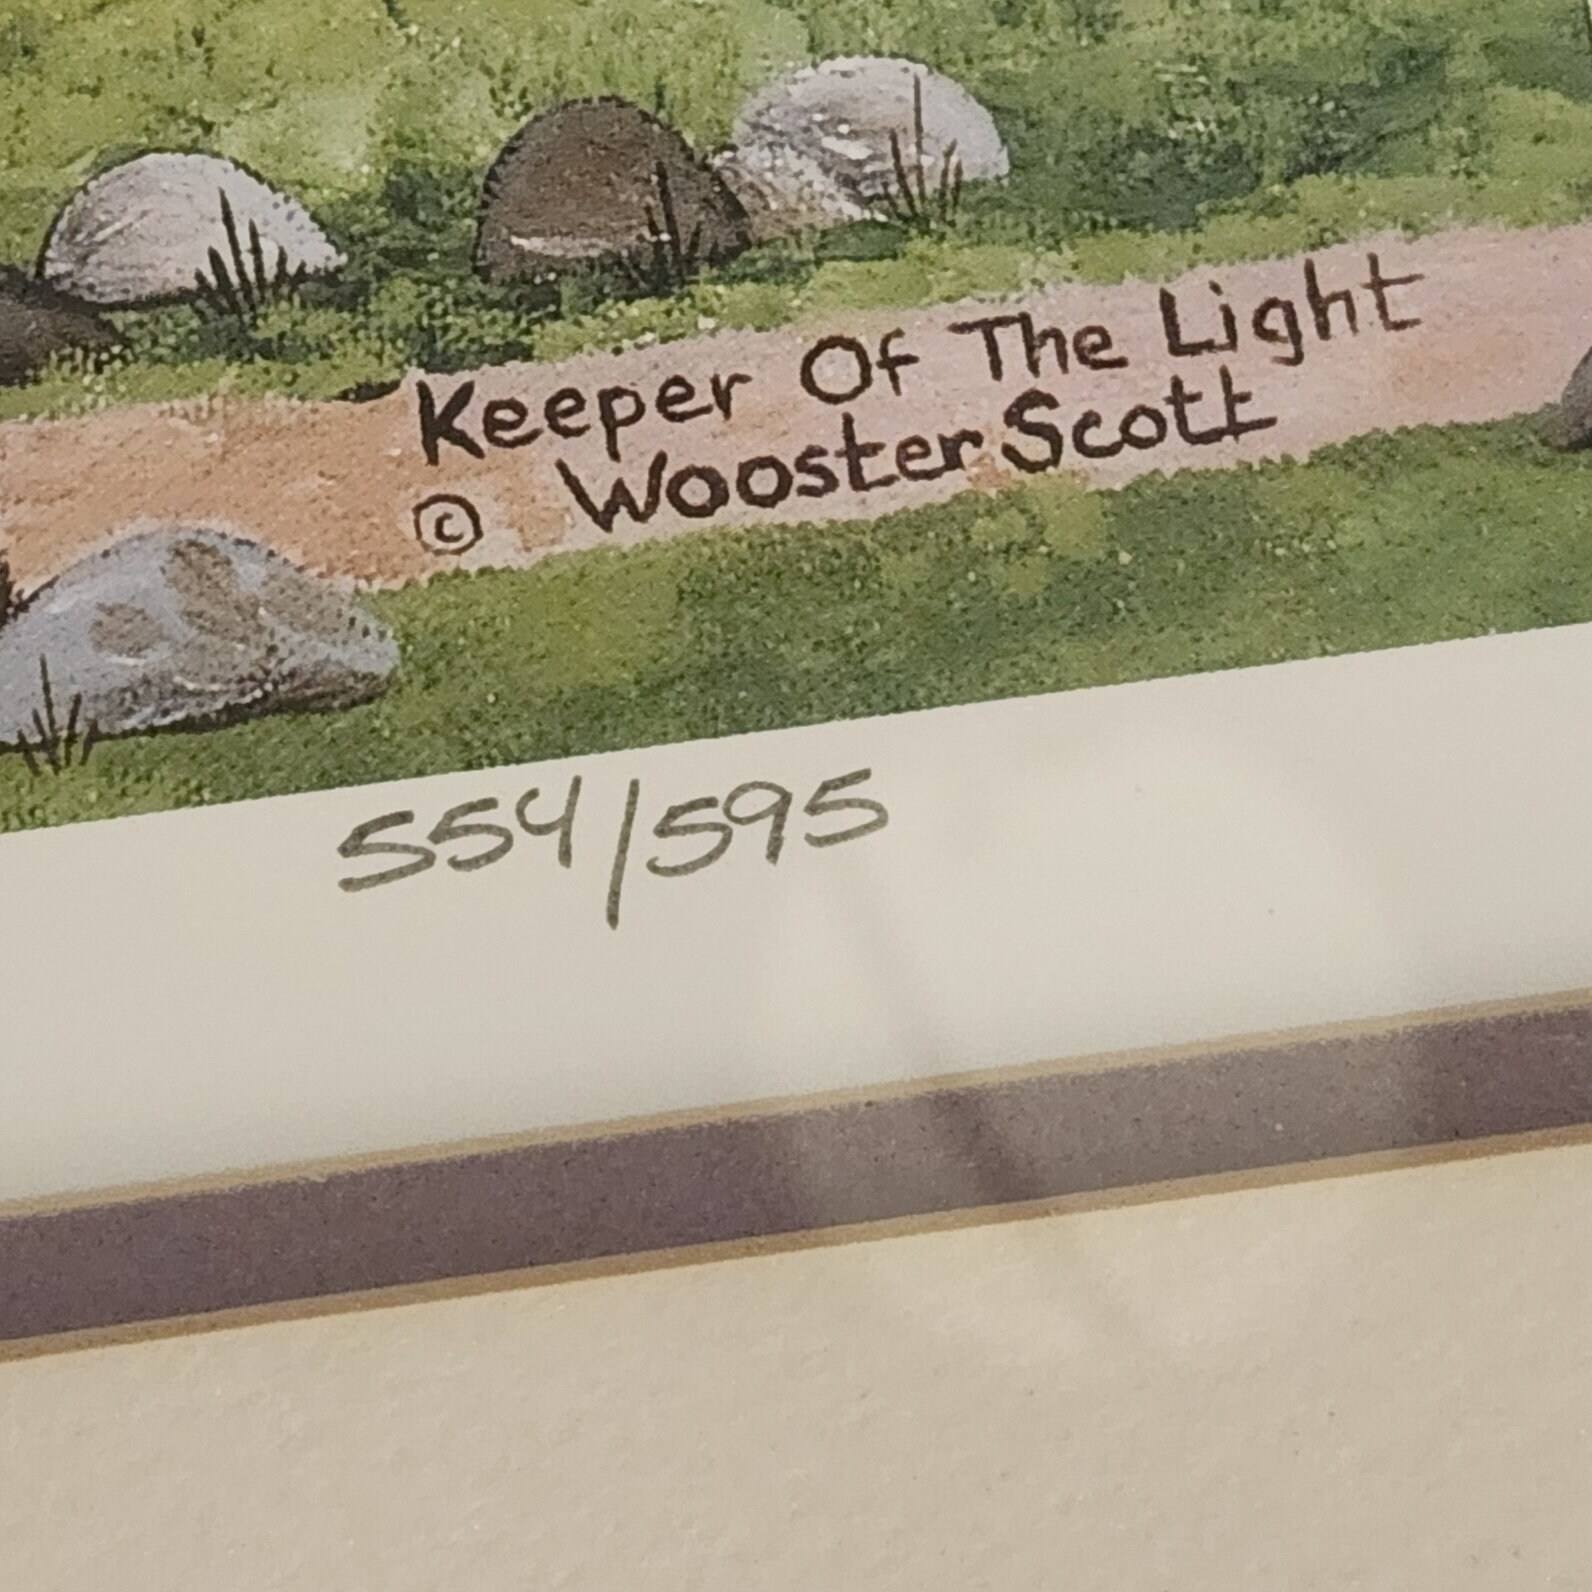 Keeper Of The Light
© Wooster Scott
554/595